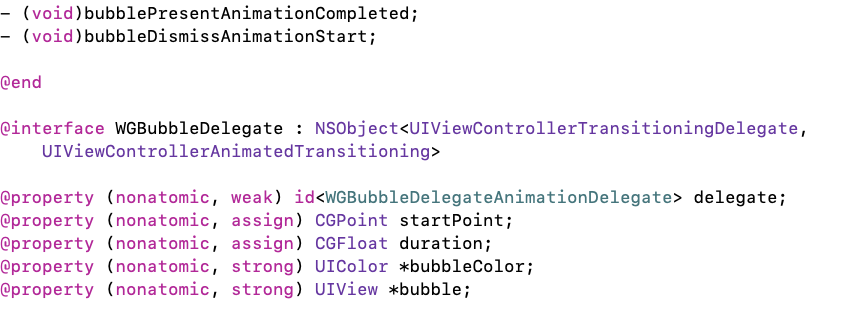 - (void)bubblePresentAnimationCompleted;
- (void)bubbleDismissAnimationStart;
@end
@interface WGBubbleDelegate : NSObject<UIViewControllerTransitioningDelegate,
UIViewControllerAnimatedTransitioning>
@property (nonatomic, weak) id<WGBubbleDelegateAnimationDelegate> delegate;
@property (nonatomic, assign) CGPoint startPoint;
@property (nonatomic, assign) CGFloat duration;
@property (nonatomic, strong) UIColor *bubbleColor;
@property (nonatomic, strong) UIView *bubble;